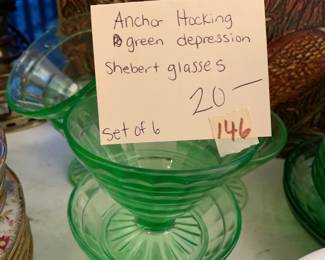 Anchor Hocking
green depression
Shebert glasses
20—
set of 6
146